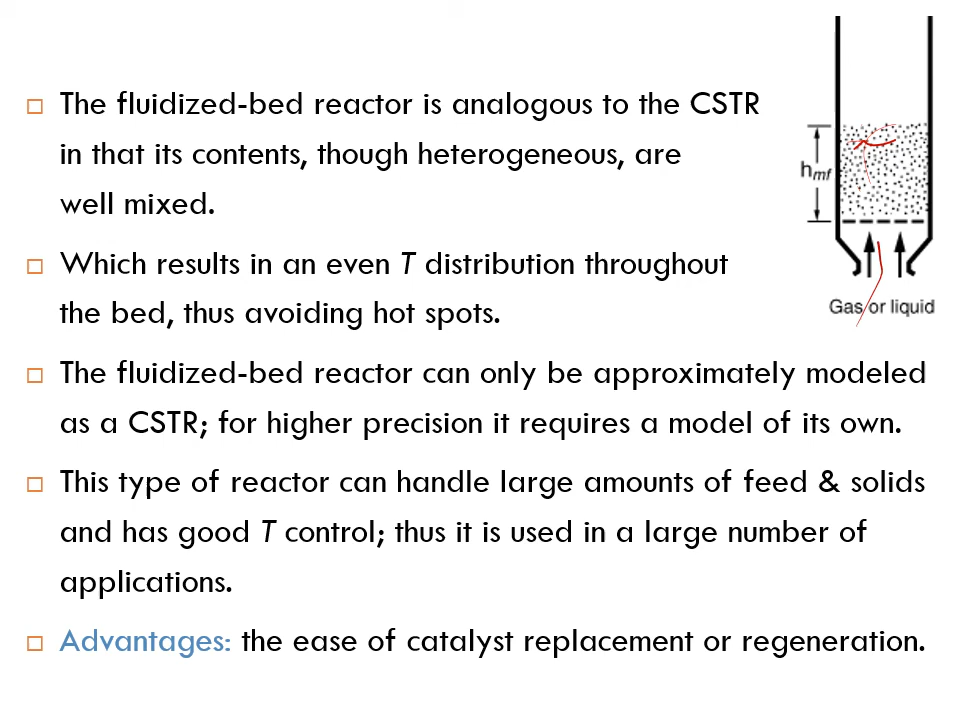 The fluidized-bed reactor is analogous to the CSTR
in that its contents, though heterogeneous, are
well mixed.
Which results in an even T distribution throughout
the bed, thus avoiding hot spots.
The fluidized-bed reactor can only be approximately modeled
as a CSTR; for higher precision it requires a model of its own.
This type of reactor can handle large amounts of feed & solids
and has good T control; thus it is used in a large number of
applications.
Advantages: the ease of catalyst replacement or regeneration.
hmf
Gas or liquid